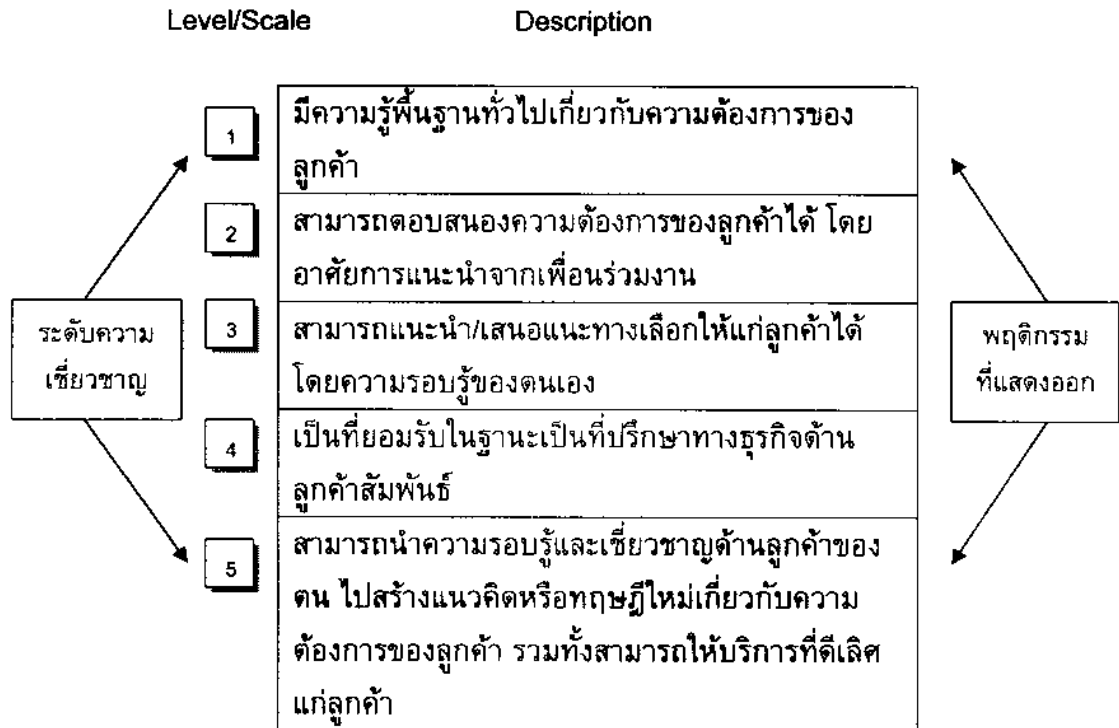 Level/Scale Description
1 มีความรู้พื้นฐานทั่วไปเกี่ยวกับความต้องการของ
ลูกค้า
2 สามารถตอบสนองความต้องการของลูกค้าได้ โดย
อาศัยการแนะนำจากเพื่อนร่วมงาน
ระดับความ
เชี่ยวชาญ
3 สามารถแนะนำ/เสนอแนะทางเลือกให้แก่ลูกค้าได้
โดยความรอบรู้ของตนเอง
พฤติกรรม
ที่แสดงออก
4 เป็นที่ยอมรับในฐานะเป็นที่ปรึกษาทางธุรกิจด้าน
ลูกค้าสัมพันธ์
5 สามารถนำความรอบรู้และเชี่ยวชาญด้านลูกค้าของ
ตน ไปสร้างแนวคิดหรือทฤษฎีใหม่เกี่ยวกับความ
ต้องการของลูกค้า รวมทั้งสามารถให้บริการที่ดีเลิศ
แก่ลูกค้า